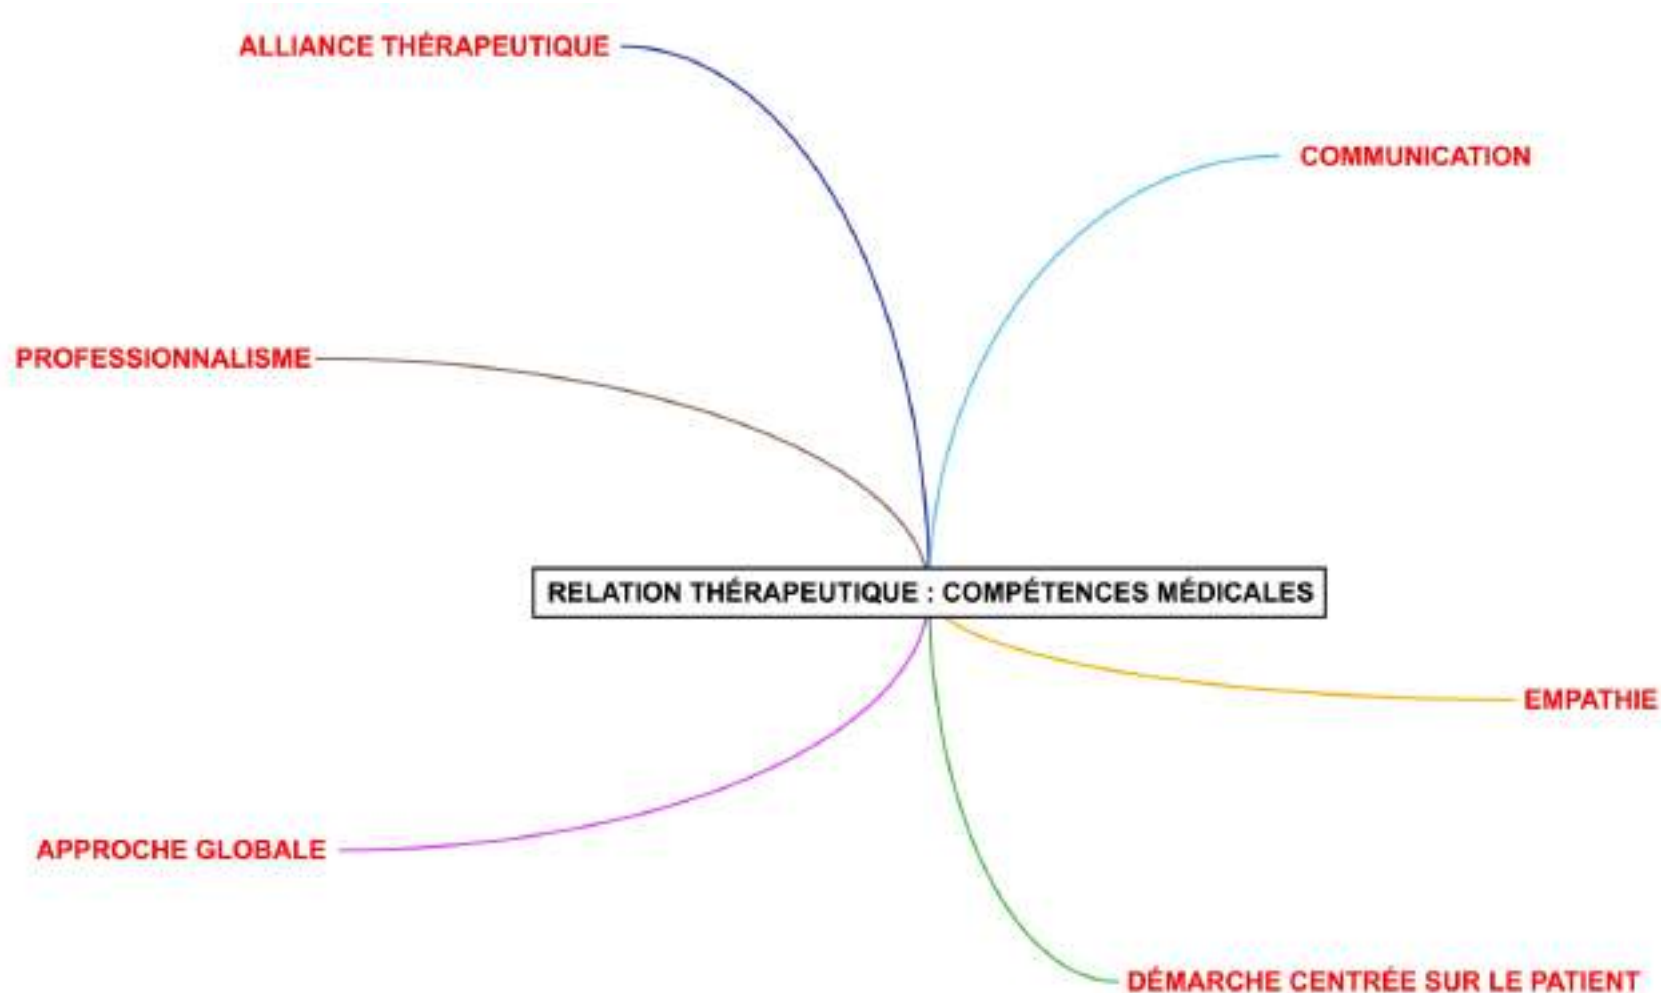 ALLIANCE THÉRAPEUTIQUE
COMMUNICATION
PROFESSIONNALISME
RELATION THÉRAPEUTIQUE : COMPÉTENCES MÉDICALES
EMPATHIE
APPROCHE GLOBALE
DÉMARCHE CENTRÉE SUR LE PATIENT